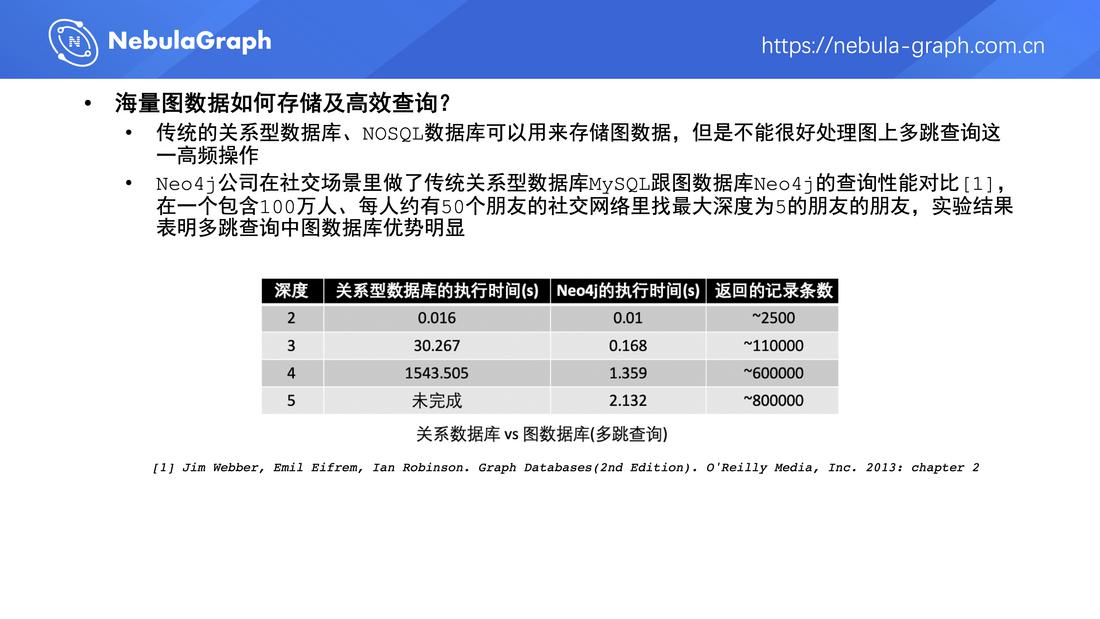 NebulaGraph
https://nebula-graph.com.cn
• 海量图数据如何存储及高效查询?
• 传统的关系型数据库、NOSQL数据库可以用来存储图数据，但是不能很好处理图上多跳查询这
一高频操作
• Neo4j公司在社交场景里做了传统关系型数据库MySQL跟图数据库Neo4j的查询性能对比[1]，
在一个包含100万人、每人约有50个朋友的社交网络里找最大深度为5的朋友的朋友，实验结果
表明多跳查询中图数据库优势明显
深度 关系型数据库的执行时间(s) Neo4j的执行时间(s) 返回的记录条数
2 0.016 0.01 ~2500
3 30.267 0.168 ~110000
4 1543.505 1.359 ~600000
5 未完成 2.132 ~800000
关系数据库 vs 图数据库(多跳查询)
[1] Jim Webber, Emil Eifrem, Ian Robinson. Graph Databases(2nd Edition). O'Reilly Media, Inc. 2013: chapter 2